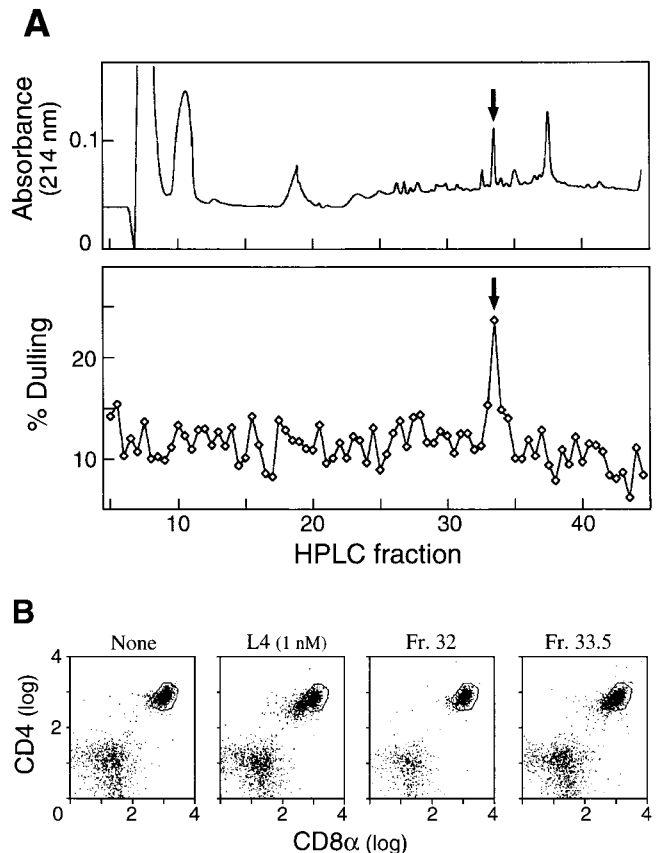 A
Absorbance
(214 nm)
0.1
0
% Dulling
20
10
10
20
30
40
HPLC fraction
B
None
L4 (1 nM)
Fr. 32
Fr. 33.5
CD4 (log)
4
2
0
2
4
0
2
4
0
2
4
0
2
4
CD8α (log)